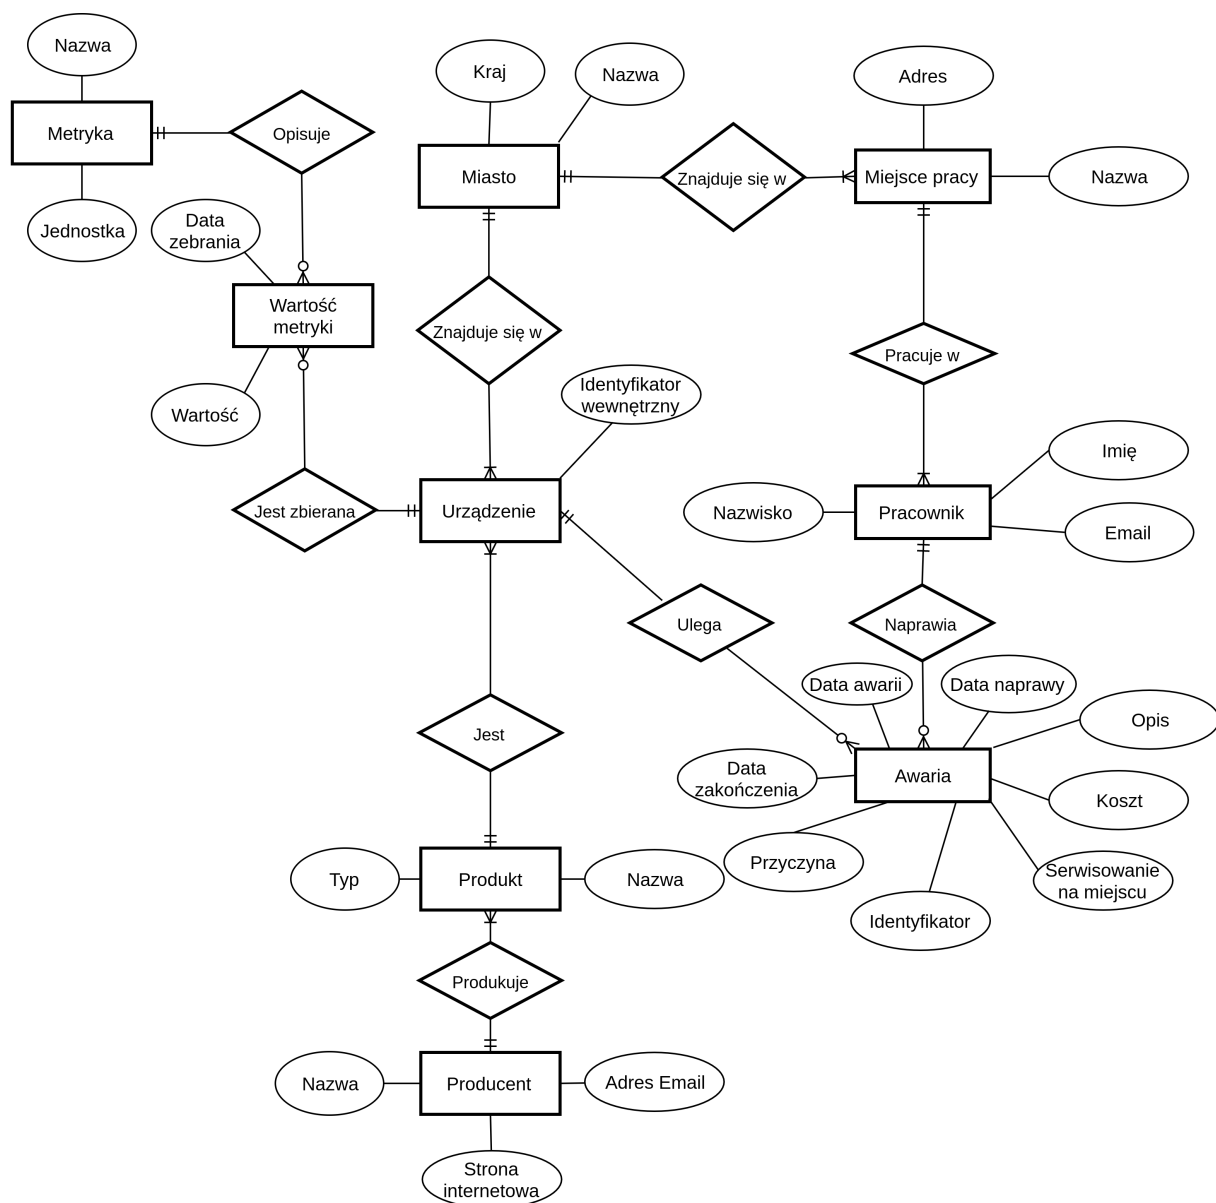 Nazwa
Metryka
Jednostka
Opisuje
Data
zebrania
Wartość
metryki
Wartość
Jest zbierana
Kraj
Nazwa
Miasto
Znajduje się w
Adres
Miejsce pracy
Nazwa
Znajduje się w
Identyfikator
wewnętrzny
Urządzenie
Pracuje w
Imię
Nazwisko
Pracownik
Email
Ulega
Naprawia
Data awarii
Data naprawy
Opis
Data
zakończenia
Awaria
Koszt
Przyczyna
Serwisowanie
na miejscu
Identyfikator
Jest
Typ
Produkt
Nazwa
Produkuje
Nazwa
Producent
Adres Email
Strona
internetowa